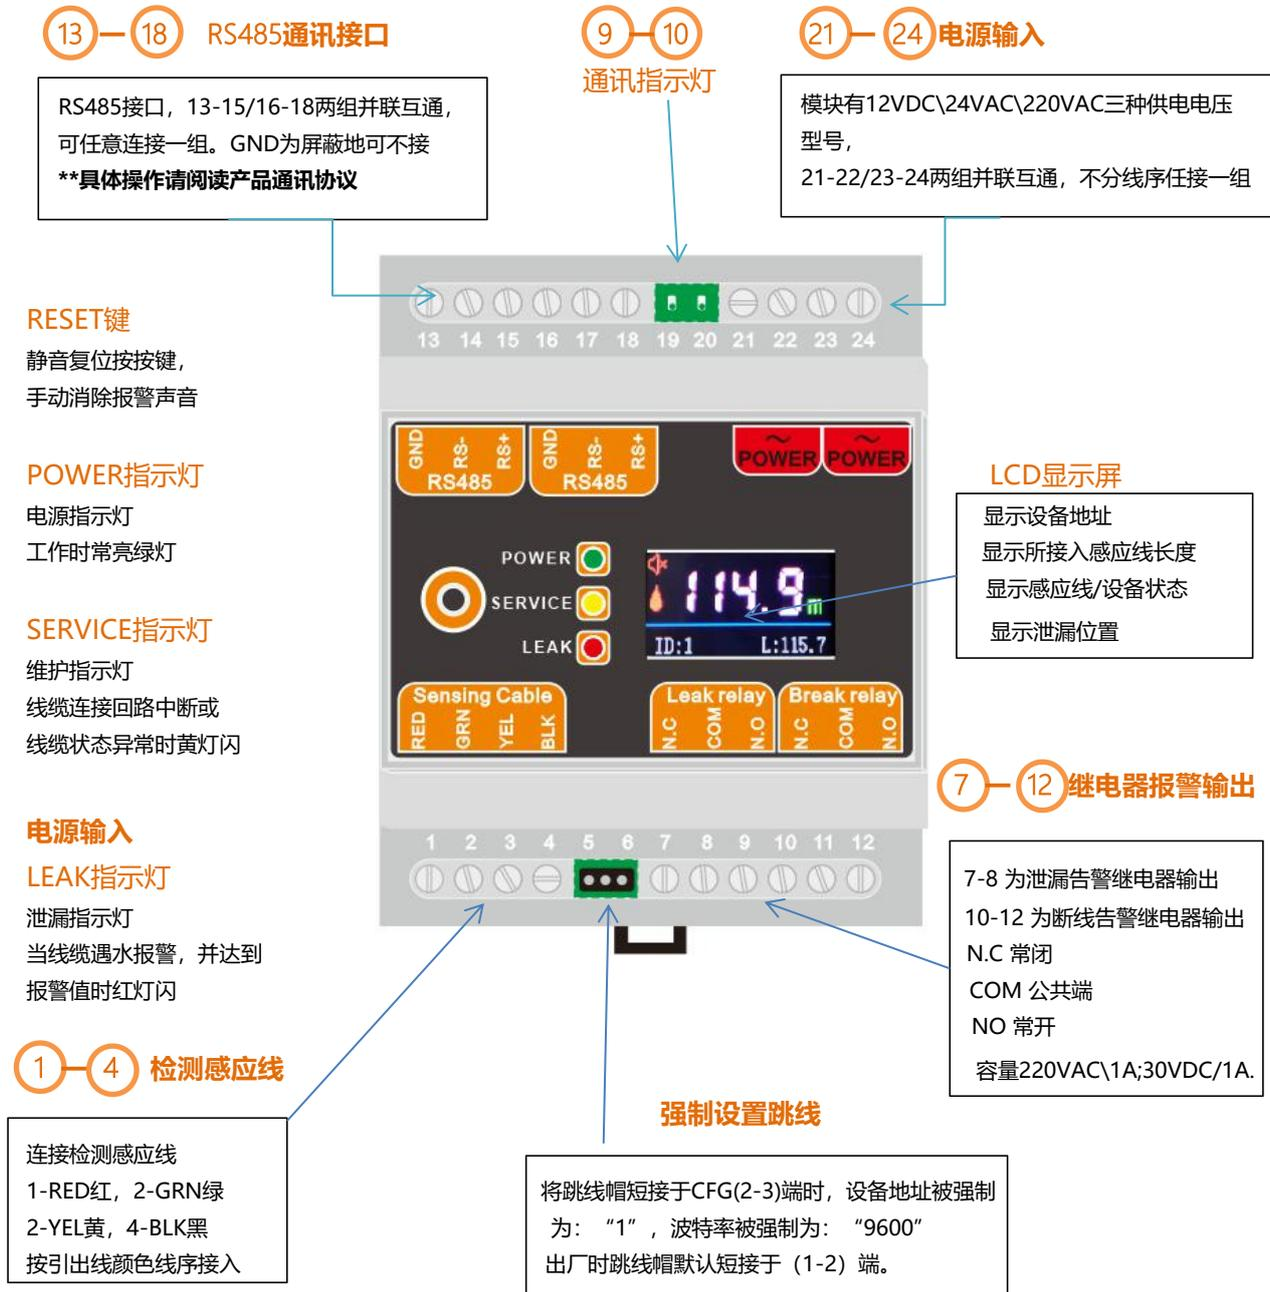 13 — 18 RS485通讯接口
RS485接口，13-15/16-18两组并联互通，
可任意连接一组。GND为屏蔽地可不接
**具体操作请阅读产品通讯协议
9 — 10
通讯指示灯
21 — 24 电源输入
模块有12VDC\24VAC\220VAC三种供电电压
型号，
21-22/23-24两组并联互通，不分线序任接一组
RESET键
静音复位按按键，
手动消除报警声音
POWER指示灯
电源指示灯
工作时常亮绿灯
SERVICE指示灯
维护指示灯
线缆连接回路中断或
线缆状态异常时黄灯闪
电源输入
LEAK指示灯
泄漏指示灯
当线缆遇水报警，并达到
报警值时红灯闪
13 14 15 16 17 18 19 20 21 22 23 24
GND RS- RS+ GND RS- RS+
RS485 RS485
~ ~
POWER POWER
POWER
SERVICE
LEAK
114.9m
ID:1 L:115.7
Sensing Cable
RED GRN YEL BLK
Leak relay Break relay
N.C COM N.O N.C COM N.O
1 2 3 4 5 6 7 8 9 10 11 12
LCD显示屏
显示设备地址
显示所接入感应线长度
显示感应线/设备状态
显示泄漏位置
7 — 12 继电器报警输出
7-8 为泄漏告警继电器输出
10-12 为断线告警继电器输出
N.C 常闭
COM 公共端
NO 常开
容量220VAC\1A;30VDC/1A.
1 — 4 检测感应线
连接检测感应线
1-RED红，2-GRN绿
2-YEL黄，4-BLK黑
按引出线颜色线序接入
强制设置跳线
将跳线帽短接于CFG(2-3)端时，设备地址被强制
为：“1”，波特率被强制为：“9600”
出厂时跳线帽默认短接于（1-2）端。